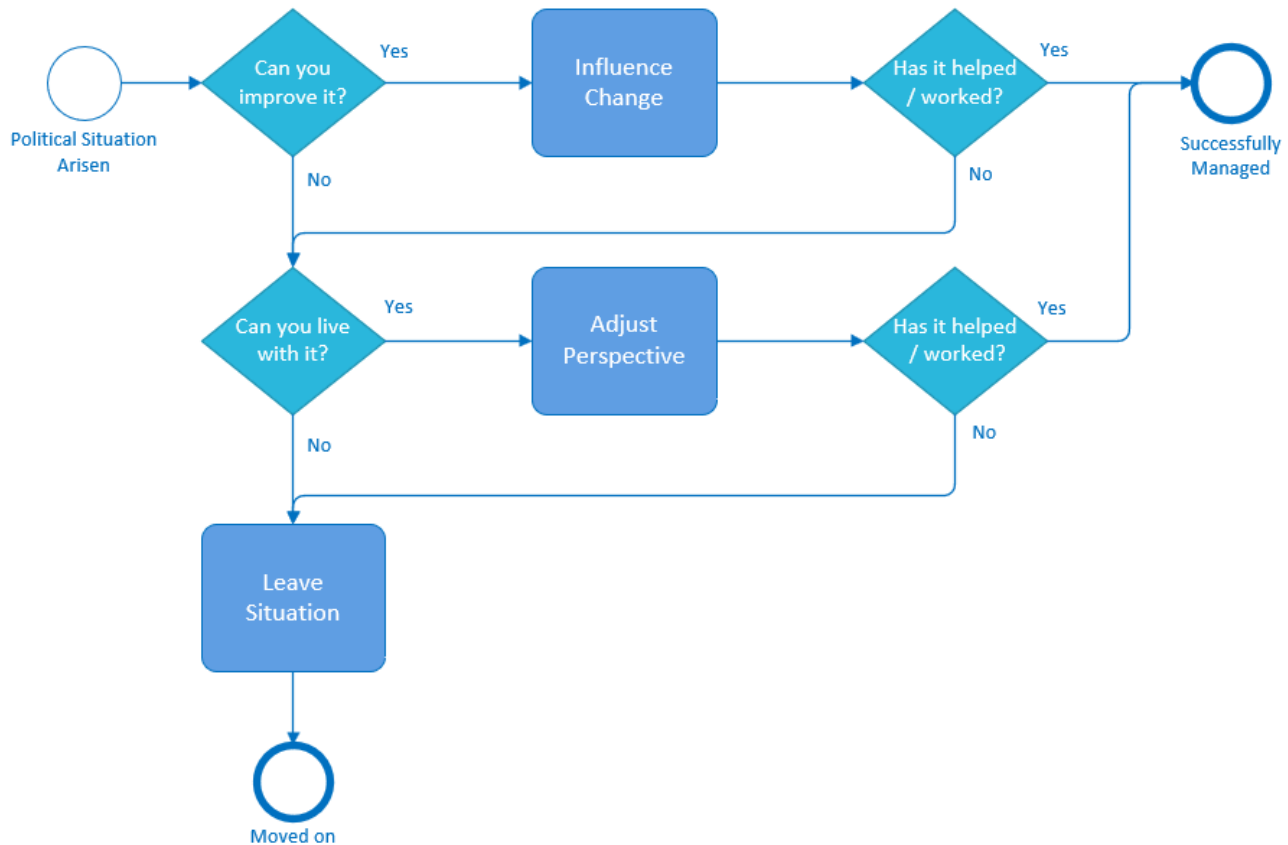 Political Situation
Arisen
Can you
improve it?
Yes
No
Influence
Change
Has it helped
/ worked?
Yes
No
Successfully
Managed
Can you live
with it?
Yes
No
Adjust
Perspective
Has it helped
/ worked?
Yes
No
Leave
Situation
Moved on